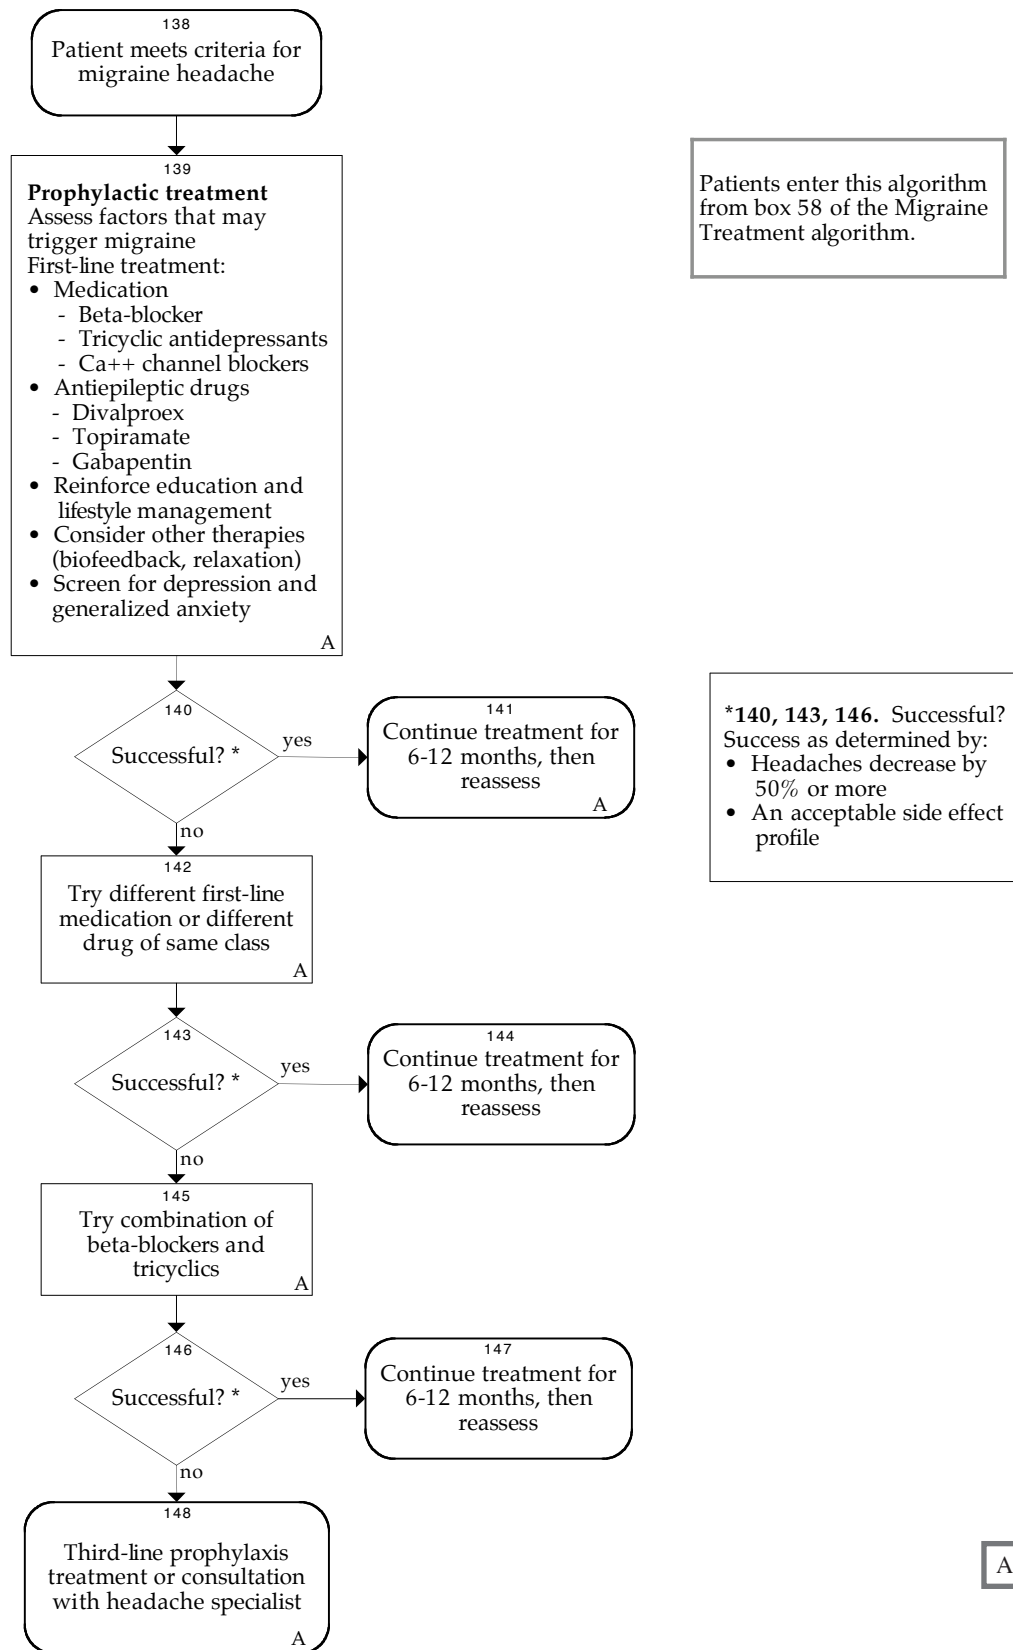 138
Patient meets criteria for
migraine headache
139
Prophylactic treatment
Assess factors that may
trigger migraine
First-line treatment:
• Medication
- Beta-blocker
- Tricyclic antidepressants
- Ca++ channel blockers
• Antiepileptic drugs
- Divalproex
- Topiramate
- Gabapentin
• Reinforce education and
lifestyle management
• Consider other therapies
(biofeedback, relaxation)
• Screen for depression and
generalized anxiety
A
Patients enter this algorithm
from box 58 of the Migraine
Treatment algorithm.
140
Successful? *
yes
no
141
Continue treatment for
6-12 months, then
reassess
A
*140, 143, 146. Successful?
Success as determined by:
• Headaches decrease by
50% or more
• An acceptable side effect
profile
142
Try different first-line
medication or different
drug of same class
A
143
Successful? *
yes
no
144
Continue treatment for
6-12 months, then
reassess
145
Try combination of
beta-blockers and
tricyclics
A
146
Successful? *
yes
no
147
Continue treatment for
6-12 months, then
reassess
148
Third-line prophylaxis
treatment or consultation
with headache specialist
A
A